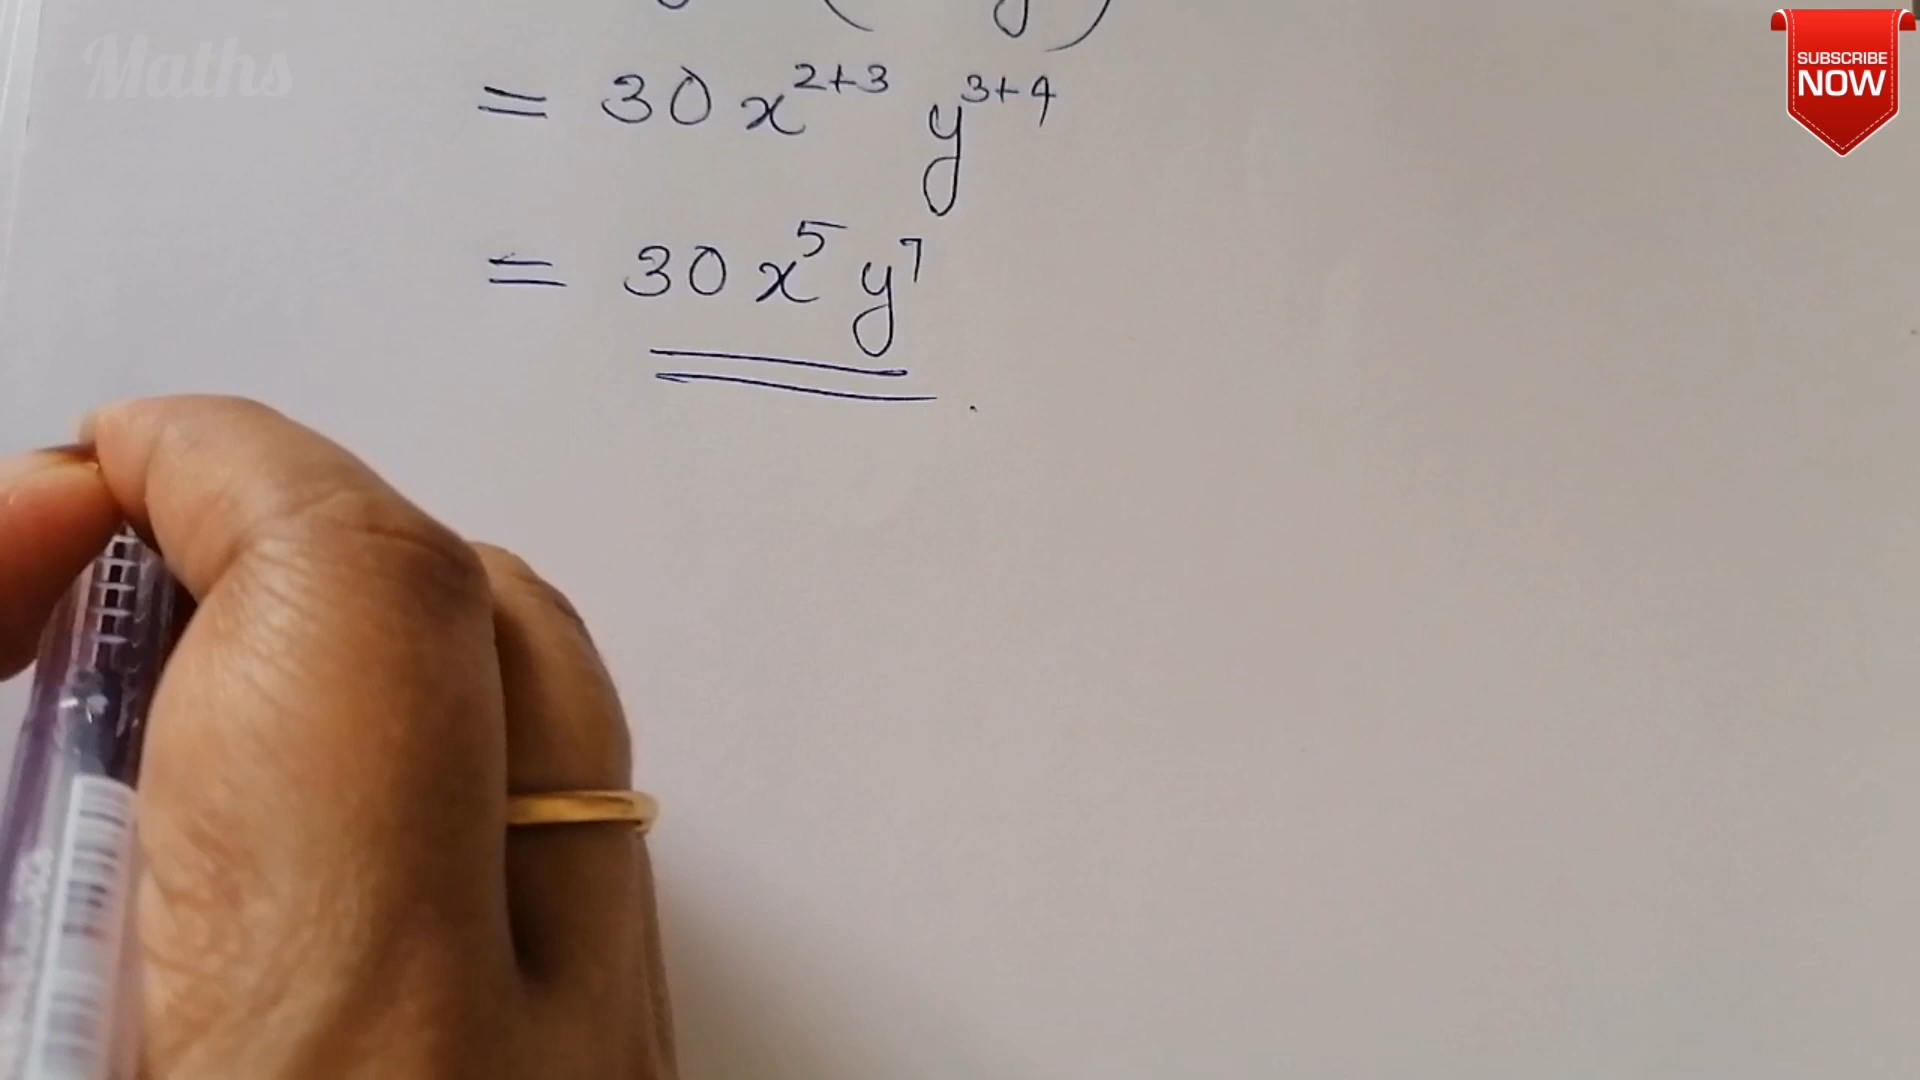 Maths
SUBSCRIBE
NOW
= 30 x^{2+3} y^{3+4}
= 30 x^5 y^7